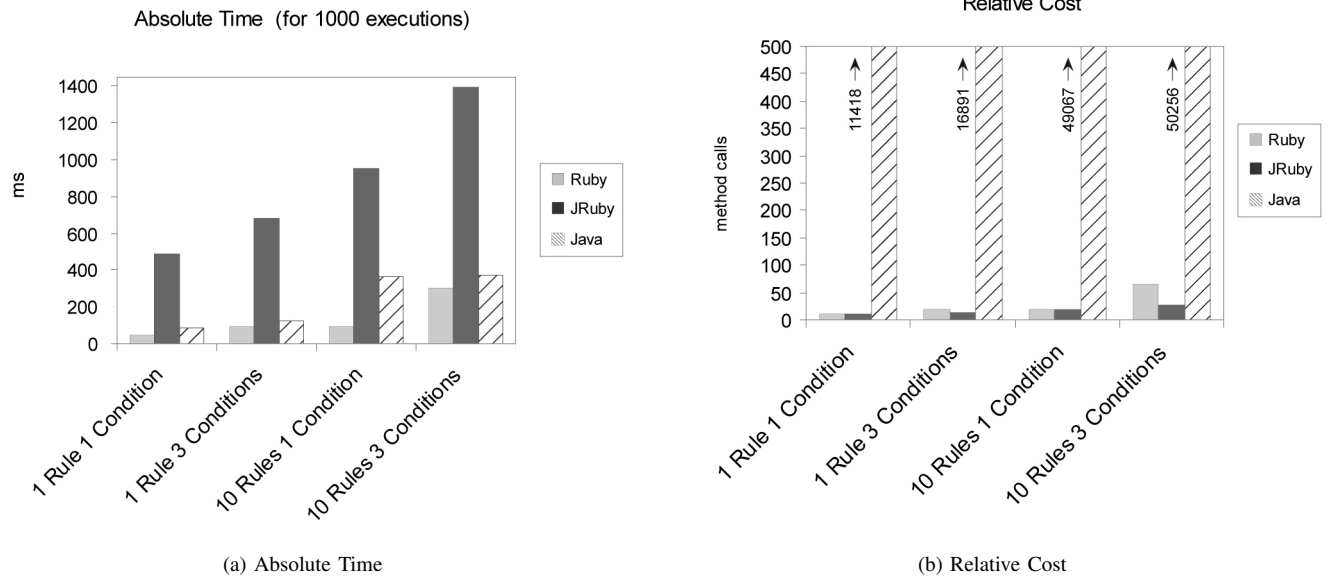 Absolute Time (for 1000 executions)
ms
1400
1200
1000
800
600
400
200
0
1 Rule 1 Condition
1 Rule 3 Conditions
10 Rules 1 Condition
10 Rules 3 Conditions
Ruby
JRuby
Java
(a) Absolute Time
Relative Cost
method calls
500
450
400
350
300
250
200
150
100
50
0
11418
16891
49067
50256
1 Rule 1 Condition
1 Rule 3 Conditions
10 Rules 1 Condition
10 Rules 3 Conditions
Ruby
JRuby
Java
(b) Relative Cost